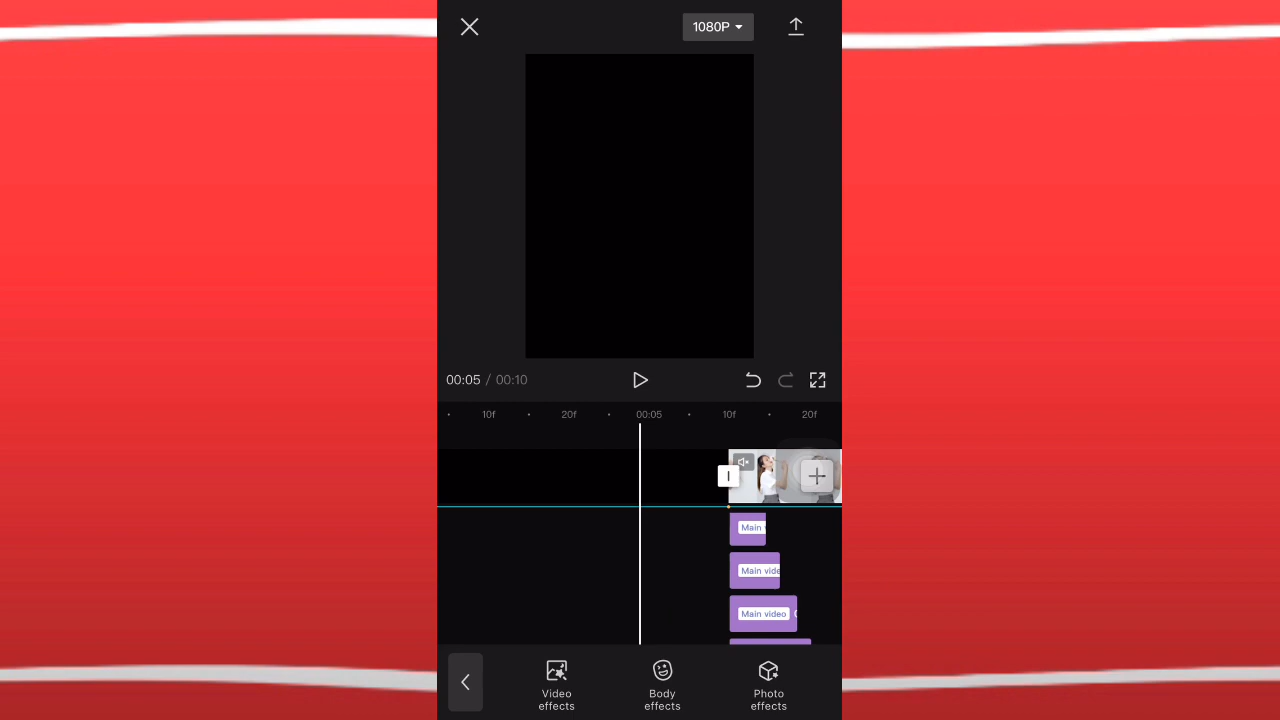 1080P
00:05 / 00:10
10f 20f 00:05 10f 20f
Main
Main vide
Main video
Video effects
Body effects
Photo effects